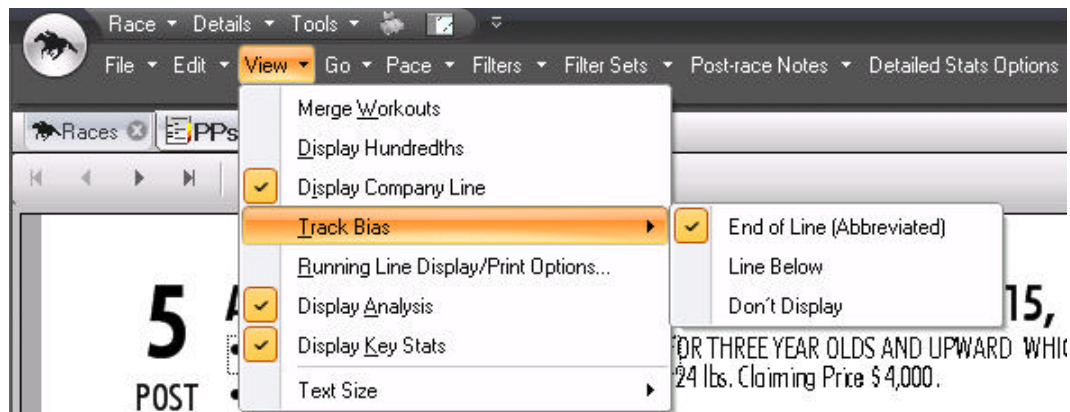 Race Details Tools
File Edit View Go Pace Filters Filter Sets Post-race Notes Detailed Stats Options
Races PPs
Merge Workouts
Display Hundredths
Display Company Line
Track Bias
End of Line (Abbreviated)
Running Line Display/Print Options...
Line Below
Display Analysis
Don't Display
Display Key Stats
Text Size
5
POST
15,
OR THREE YEAR OLDS AND UPWARD WHI
24 lbs. Claiming Price $4,000.